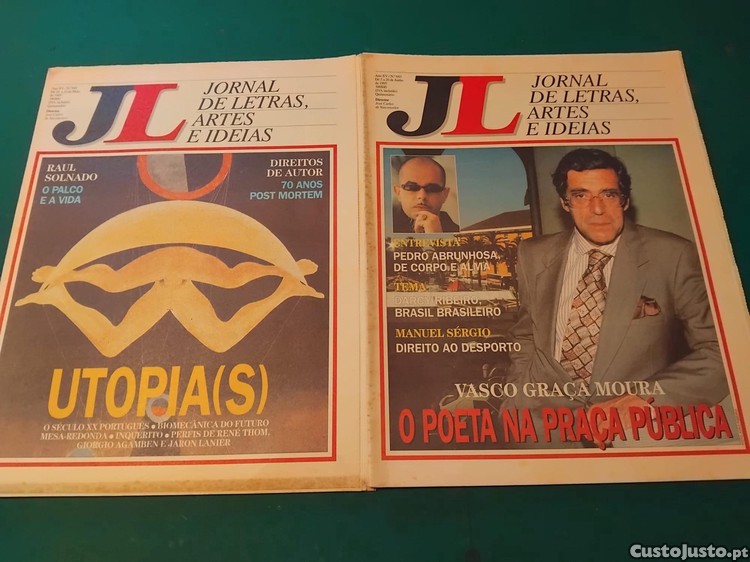 JL
JORNAL
DE LETRAS,
ARTES
E IDEIAS
RAUL
SOLNADO
O PALCO
E A VIDA
DIREITOS
DE AUTOR
70 ANOS
POST MORTEM
UTOPIA(S)
O SÉCULO XX PORTUGUÊS • BIOMECÂNICA DO FUTURO
MESA-REDONDA • INQUÉRITO • PERFIS DE RENE THOM,
GIORGIO AGAMBEN E JARON LANIER
JL
JORNAL
DE LETRAS,
ARTES
E IDEIAS
ENTREVISTA
PEDRO ABRUNHOSA,
DE CORPO E ALMA
TEMA
DARCY RIBEIRO,
BRASIL BRASILEIRO
MANUEL SÉRGIO
DIREITO AO DESPORTO
VASCO GRAÇA MOURA
O POETA NA PRAÇA PÚBLICA
CustoJusto.pt